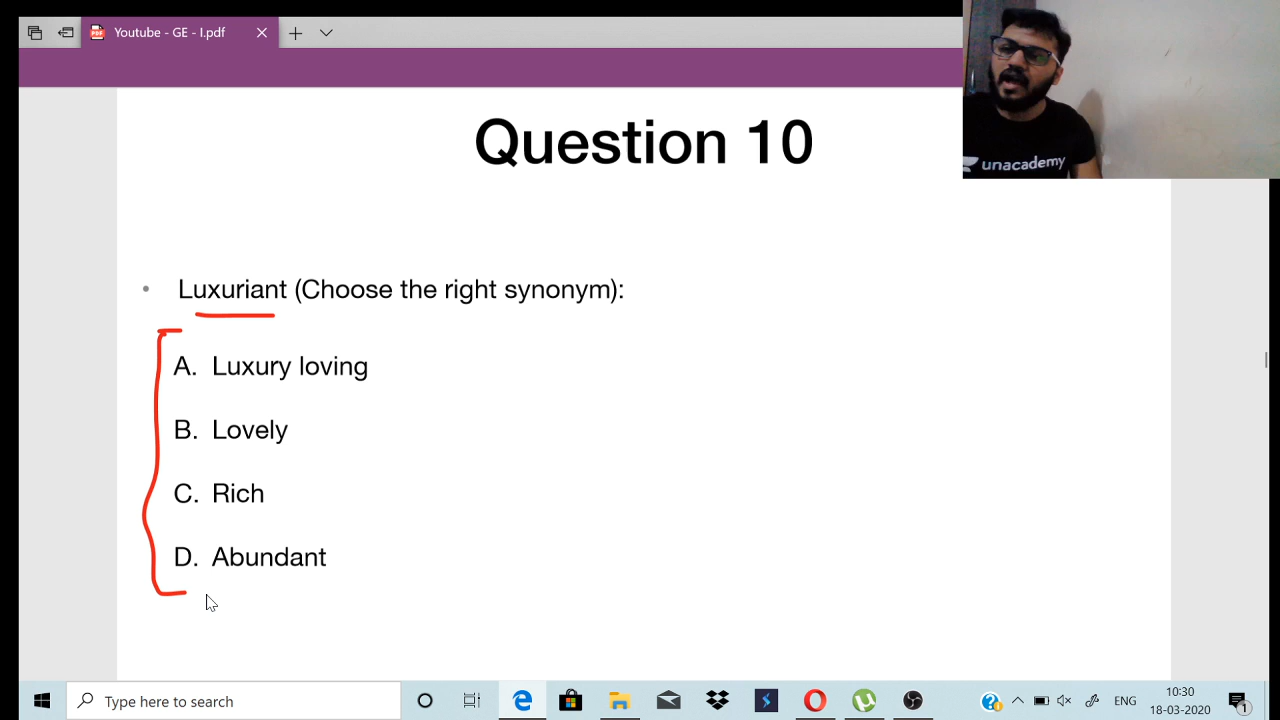 Youtube - GE - I.pdf
unacademy
Question 10
• Luxuriant (Choose the right synonym):
A. Luxury loving
B. Lovely
C. Rich
D. Abundant
Type here to search
ENG
10:30
18-03-2020
1